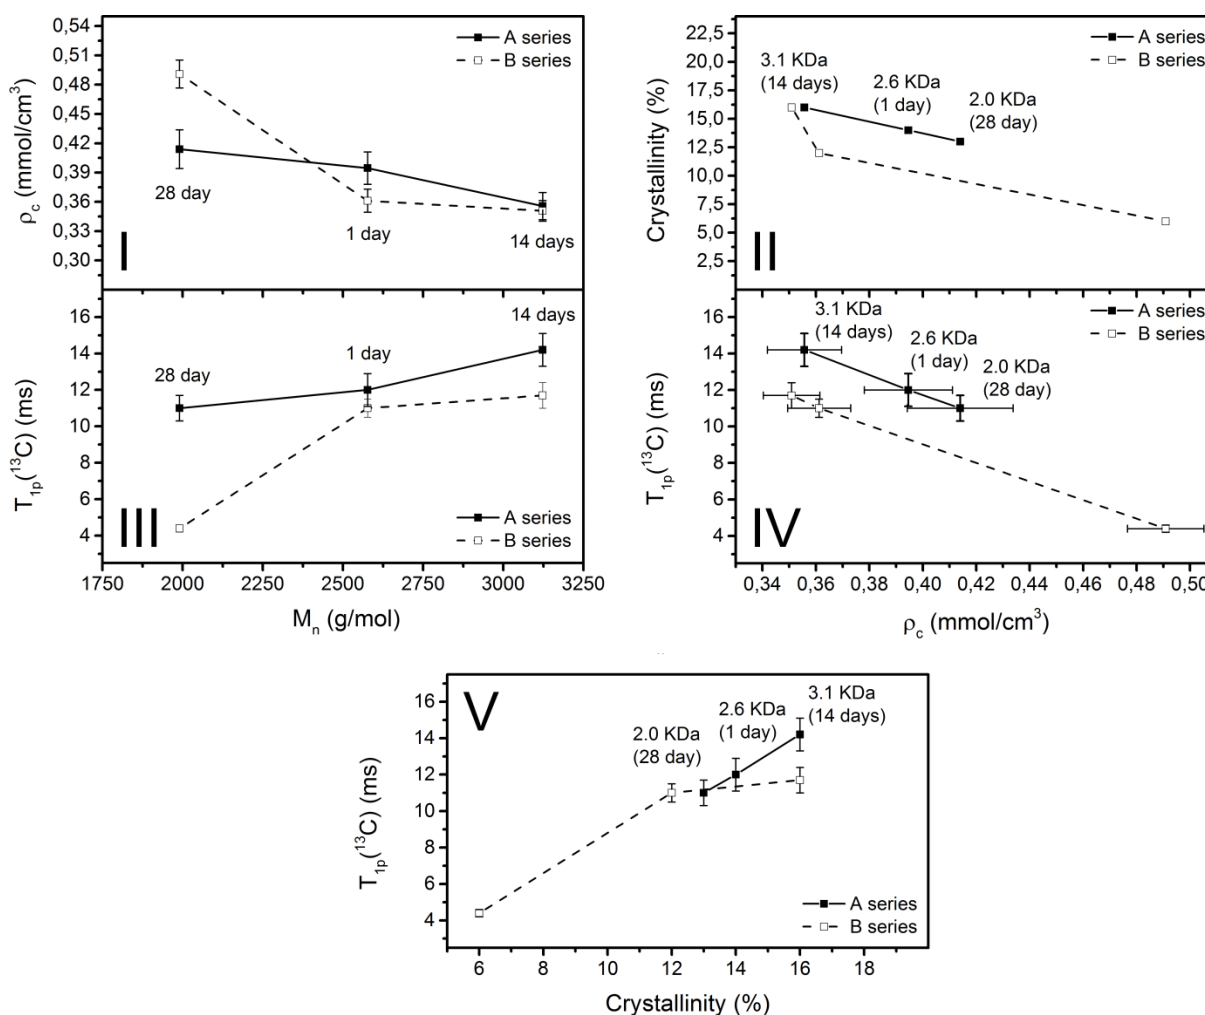 0,54
0,51
0,48
0,45
0,42
0,39
0,36
0,33
0,30
ρc (mmol/cm³)
A series
B series
28 day
1 day
14 days
I
22,5
20,0
17,5
15,0
12,5
10,0
7,5
5,0
2,5
Crystallinity (%)
A series
B series
3.1 KDa
(14 days)
2.6 KDa
(1 day)
2.0 KDa
(28 day)
II
16
14
12
10
8
6
4
T1p(¹³C) (ms)
28 day
1 day
14 days
A series
B series
III
1750 2000 2250 2500 2750 3000 3250
Mn (g/mol)
16
14
12
10
8
6
4
T1p(¹³C) (ms)
A series
B series
3.1 KDa
(14 days)
2.6 KDa
(1 day)
2.0 KDa
(28 day)
IV
0,34 0,36 0,38 0,40 0,42 0,44 0,46 0,48 0,50
ρc (mmol/cm³)
V
16
14
12
10
8
6
4
T1p(¹³C) (ms)
2.0 KDa
(28 day)
2.6 KDa
(1 day)
3.1 KDa
(14 days)
A series
B series
6 8 10 12 14 16 18
Crystallinity (%)